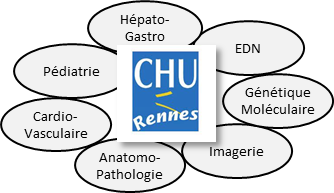 Hépato-
Gastro
EDN
Génétique
Moléculaire
Imagerie
Anatomo-
Pathologie
Cardio-
Vasculaire
Pédiatrie
CHU
Rennes